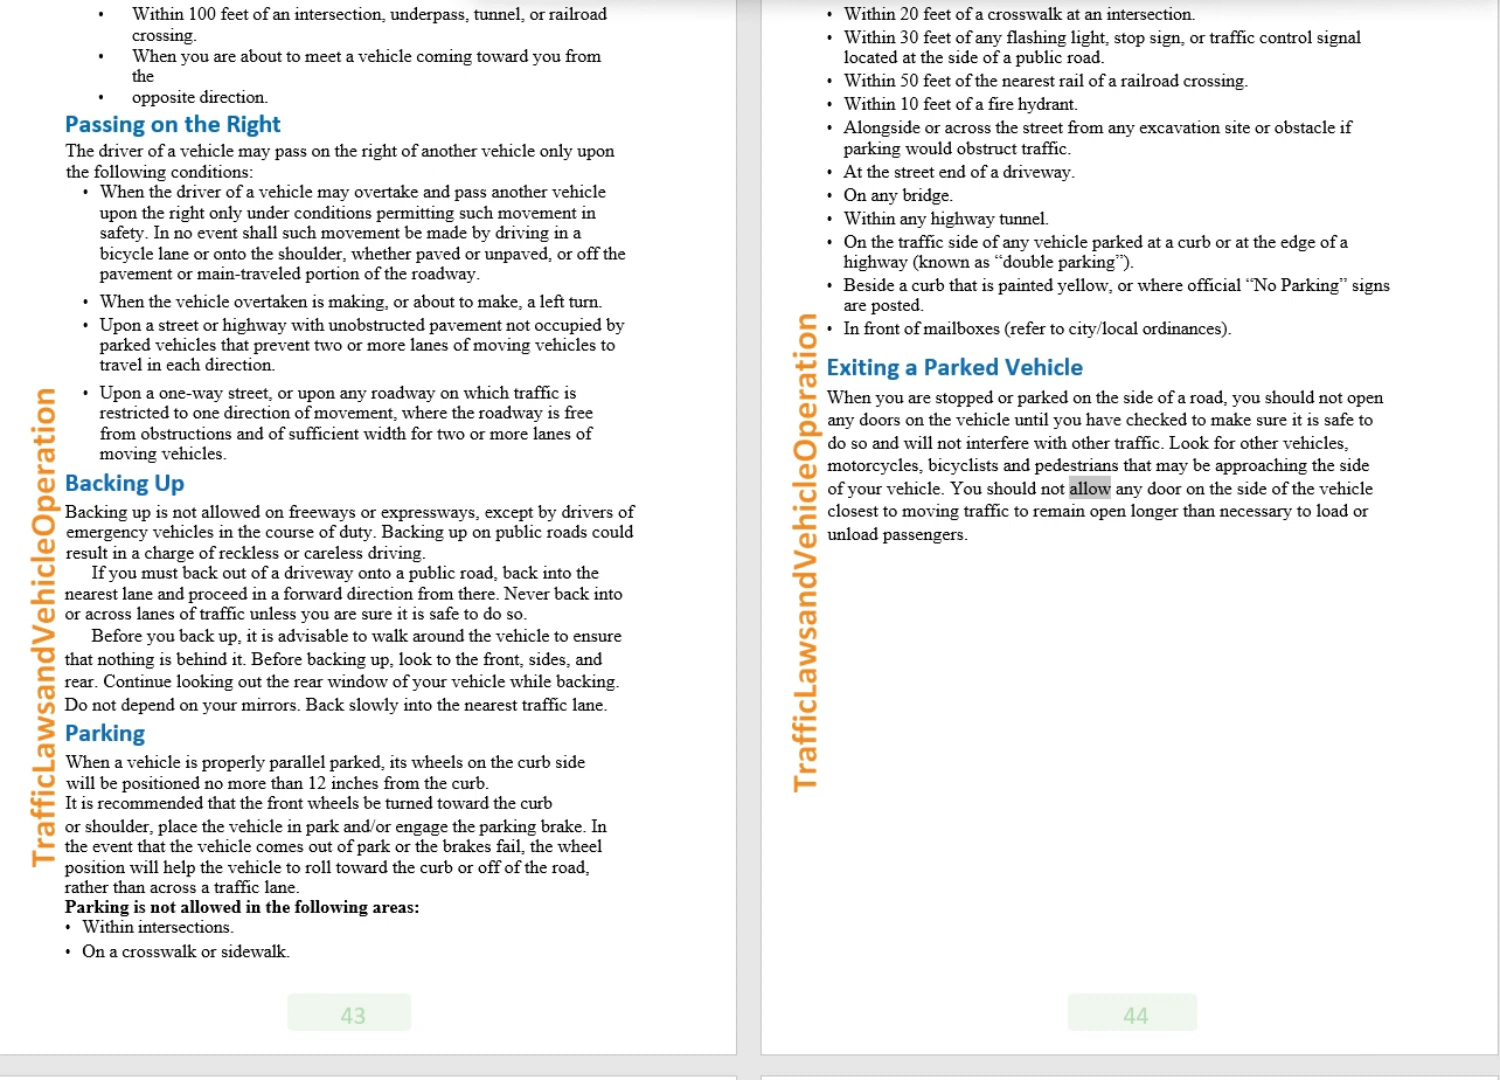 • Within 100 feet of an intersection, underpass, tunnel, or railroad
crossing.
• When you are about to meet a vehicle coming toward you from
the
• opposite direction.
Passing on the Right
The driver of a vehicle may pass on the right of another vehicle only upon
the following conditions:
• When the driver of a vehicle may overtake and pass another vehicle
upon the right only under conditions permitting such movement in
safety. In no event shall such movement be made by driving in a
bicycle lane or onto the shoulder, whether paved or unpaved, or off the
pavement or main-traveled portion of the roadway.
• When the vehicle overtaken is making, or about to make, a left turn.
• Upon a street or highway with unobstructed pavement not occupied by
parked vehicles that prevent two or more lanes of moving vehicles to
travel in each direction.
• Upon a one-way street, or upon any roadway on which traffic is
restricted to one direction of movement, where the roadway is free
from obstructions and of sufficient width for two or more lanes of
moving vehicles.
Backing Up
Backing up is not allowed on freeways or expressways, except by drivers of
emergency vehicles in the course of duty. Backing up on public roads could
result in a charge of reckless or careless driving.
If you must back out of a driveway onto a public road, back into the
nearest lane and proceed in a forward direction from there. Never back into
or across lanes of traffic unless you are sure it is safe to do so.
Before you back up, it is advisable to walk around the vehicle to ensure
that nothing is behind it. Before backing up, look to the front, sides, and
rear. Continue looking out the rear window of your vehicle while backing.
Do not depend on your mirrors. Back slowly into the nearest traffic lane.
Parking
When a vehicle is properly parallel parked, its wheels on the curb side
will be positioned no more than 12 inches from the curb.
It is recommended that the front wheels be turned toward the curb
or shoulder, place the vehicle in park and/or engage the parking brake. In
the event that the vehicle comes out of park or the brakes fail, the wheel
position will help the vehicle to roll toward the curb or off of the road,
rather than across a traffic lane.
Parking is not allowed in the following areas:
• Within intersections.
• On a crosswalk or sidewalk.
TrafficLawsandVehicleOperation
43
• Within 20 feet of a crosswalk at an intersection.
• Within 30 feet of any flashing light, stop sign, or traffic control signal
located at the side of a public road.
• Within 50 feet of the nearest rail of a railroad crossing.
• Within 10 feet of a fire hydrant.
• Alongside or across the street from any excavation site or obstacle if
parking would obstruct traffic.
• At the street end of a driveway.
• On any bridge.
• Within any highway tunnel.
• On the traffic side of any vehicle parked at a curb or at the edge of a
highway (known as “double parking”).
• Beside a curb that is painted yellow, or where official “No Parking” signs
are posted.
• In front of mailboxes (refer to city/local ordinances).
Exiting a Parked Vehicle
When you are stopped or parked on the side of a road, you should not open
any doors on the vehicle until you have checked to make sure it is safe to
do so and will not interfere with other traffic. Look for other vehicles,
motorcycles, bicyclists and pedestrians that may be approaching the side
of your vehicle. You should not allow any door on the side of the vehicle
closest to moving traffic to remain open longer than necessary to load or
unload passengers.
TrafficLawsandVehicleOperation
44